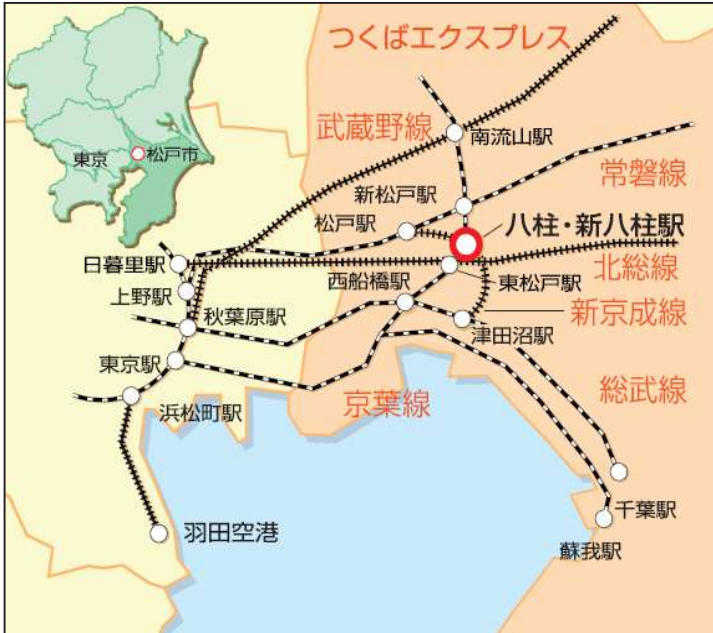 つくばエクスプレス
武蔵野線
南流山駅
東京
松戸市
常磐線
新松戸駅
松戸駅
八柱・新八柱駅
日暮里駅
北総線
西船橋駅
東松戸駅
上野駅
秋葉原駅
新京成線
津田沼駅
東京駅
総武線
京葉線
浜松町駅
千葉駅
羽田空港
蘇我駅